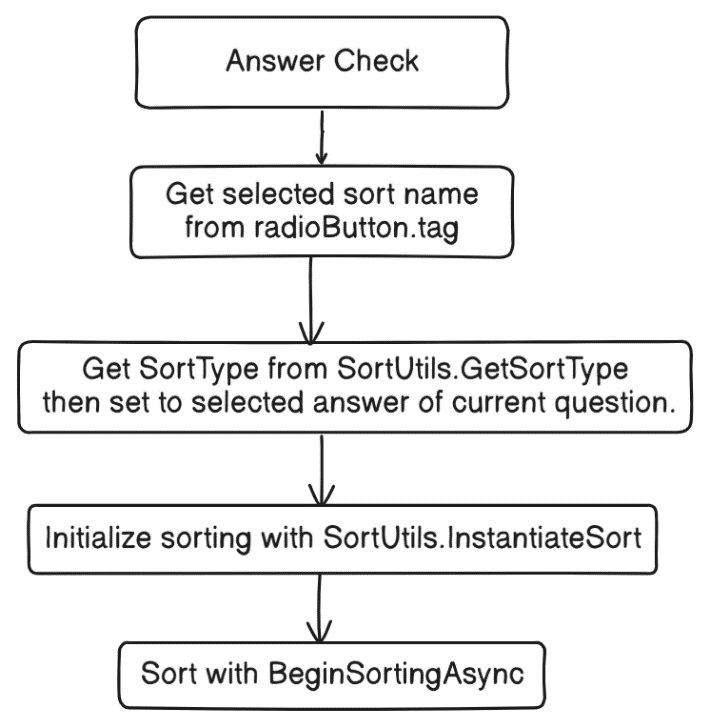 Answer Check
Get selected sort name
from radioButton.tag
Get SortType from SortUtils.GetSortType
then set to selected answer of current question.
Initialize sorting with SortUtils.InstantiateSort
Sort with BeginSortingAsync